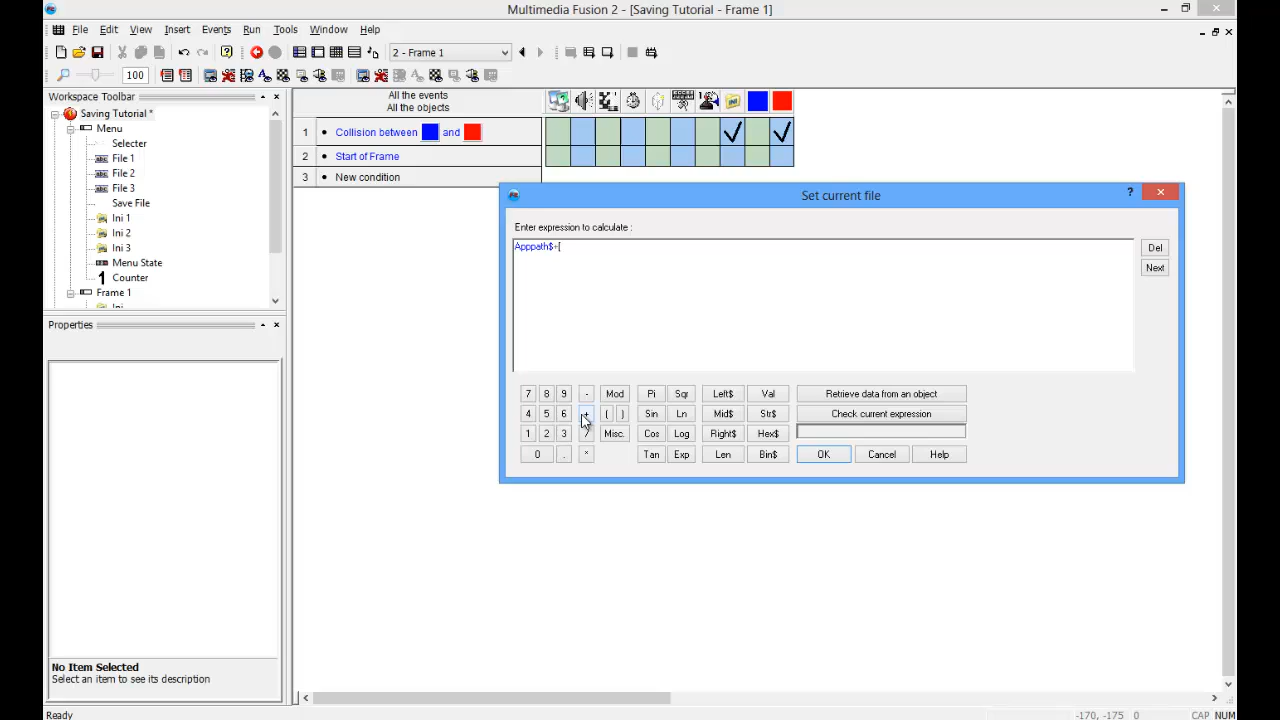 Multimedia Fusion 2 - [Saving Tutorial - Frame 1]
File Edit View Insert Events Run Tools Window Help
2 - Frame 1
100
Workspace Toolbar
Saving Tutorial *
Menu
Selecter
File 1
File 2
File 3
Save File
Ini 1
Ini 2
Ini 3
Menu State
1 Counter
Frame 1
Ini
Properties
No Item Selected
Select an item to see its description
Ready
All the events
All the objects
1 • Collision between and
2 • Start of Frame
3 • New condition
Set current file
Enter expression to calculate :
Apppath$+[
Del
Next
7 8 9 - Mod Pi Sqr Left$ Val Retrieve data from an object
4 5 6 + ( ) Sin Ln Mid$ Str$ Check current expression
1 2 3 / Misc. Cos Log Right$ Hex$
0 . * Tan Exp Len Bin$ OK Cancel Help
-170, -175 0 CAP NUM